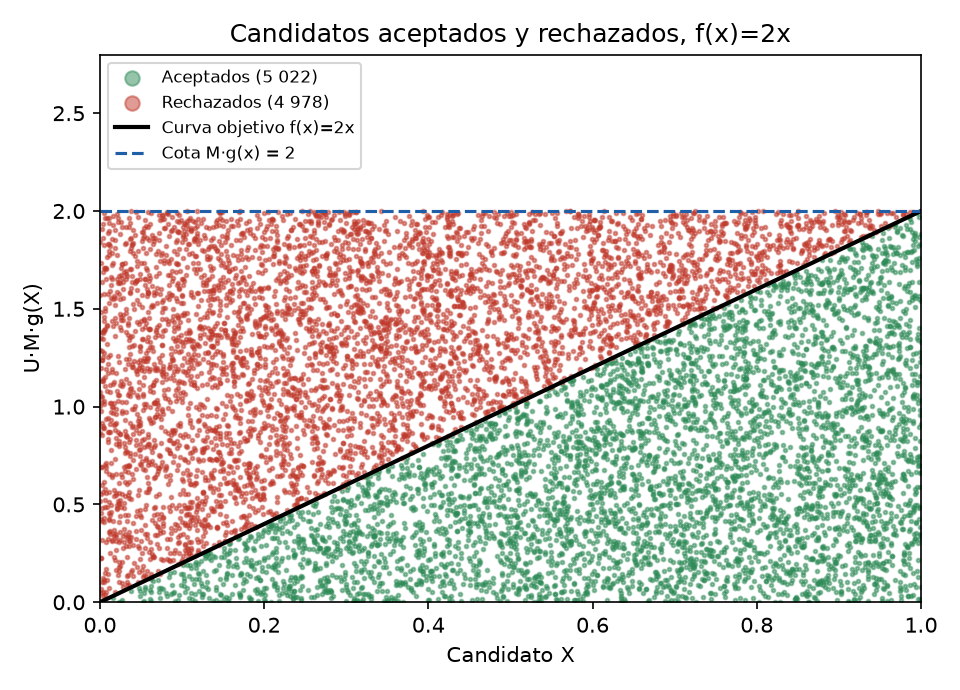 Candidatos aceptados y rechazados, f(x)=2x
Aceptados (5 022)
Rechazados (4 978)
Curva objetivo f(x)=2x
Cota M·g(x) = 2
U·M·g(X)
2.5
2.0
1.5
1.0
0.5
0.0
0.0 0.2 0.4 0.6 0.8 1.0
Candidato X